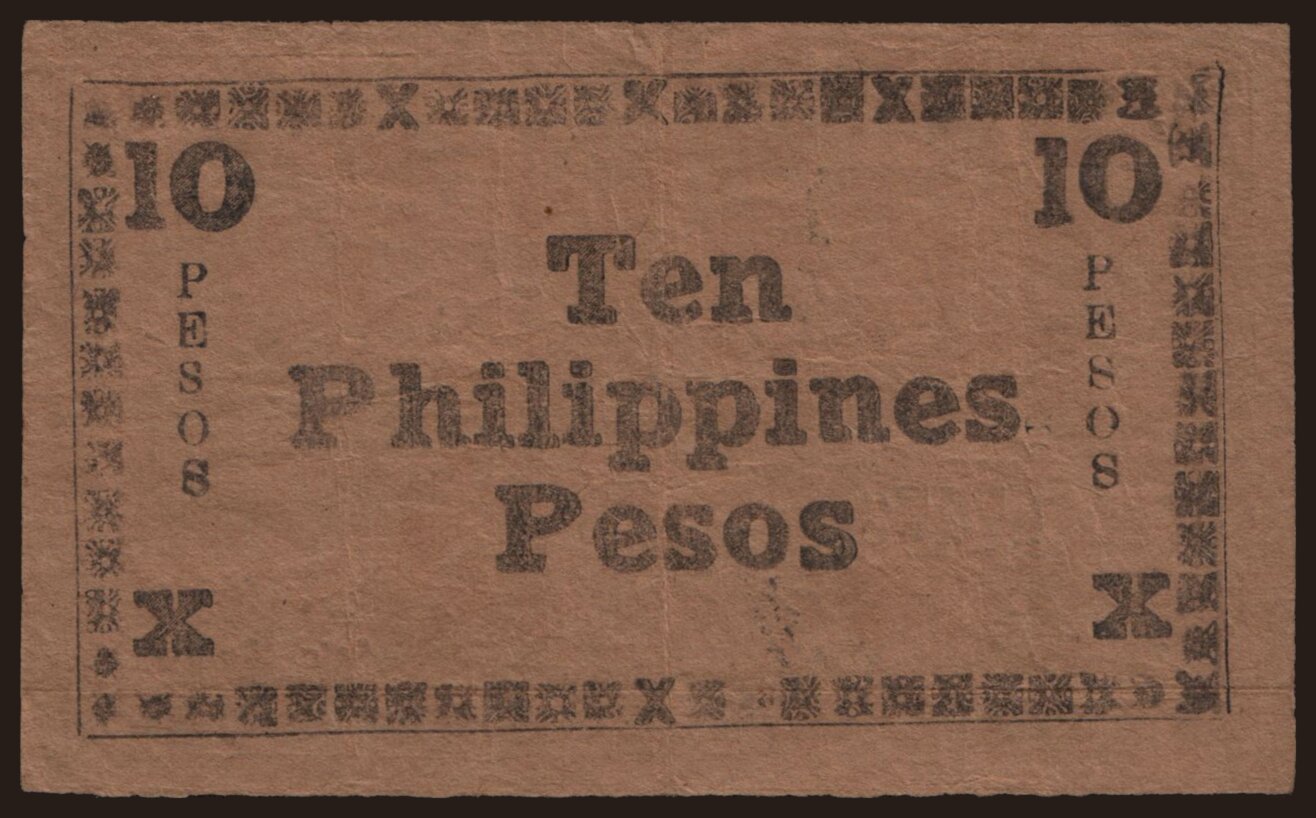 10 10
PESOS PESOS
Ten
Philippines
Pesos
X X